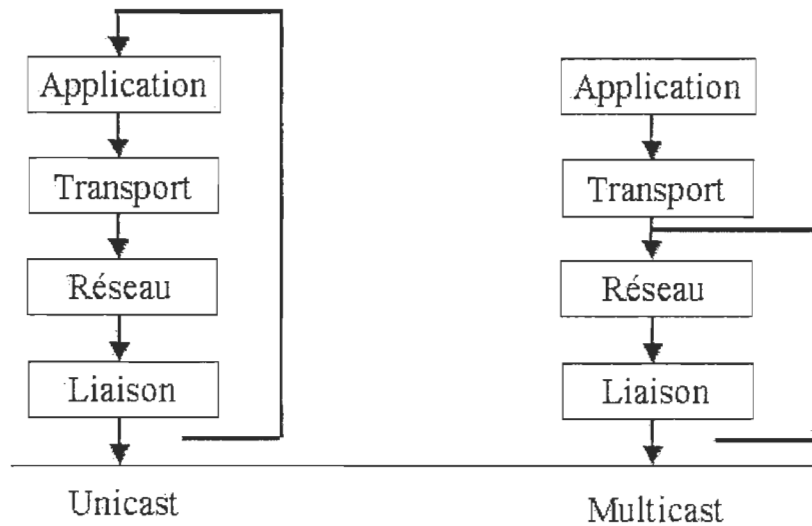 Application
Transport
Réseau
Liaison
Unicast
Application
Transport
Réseau
Liaison
Multicast